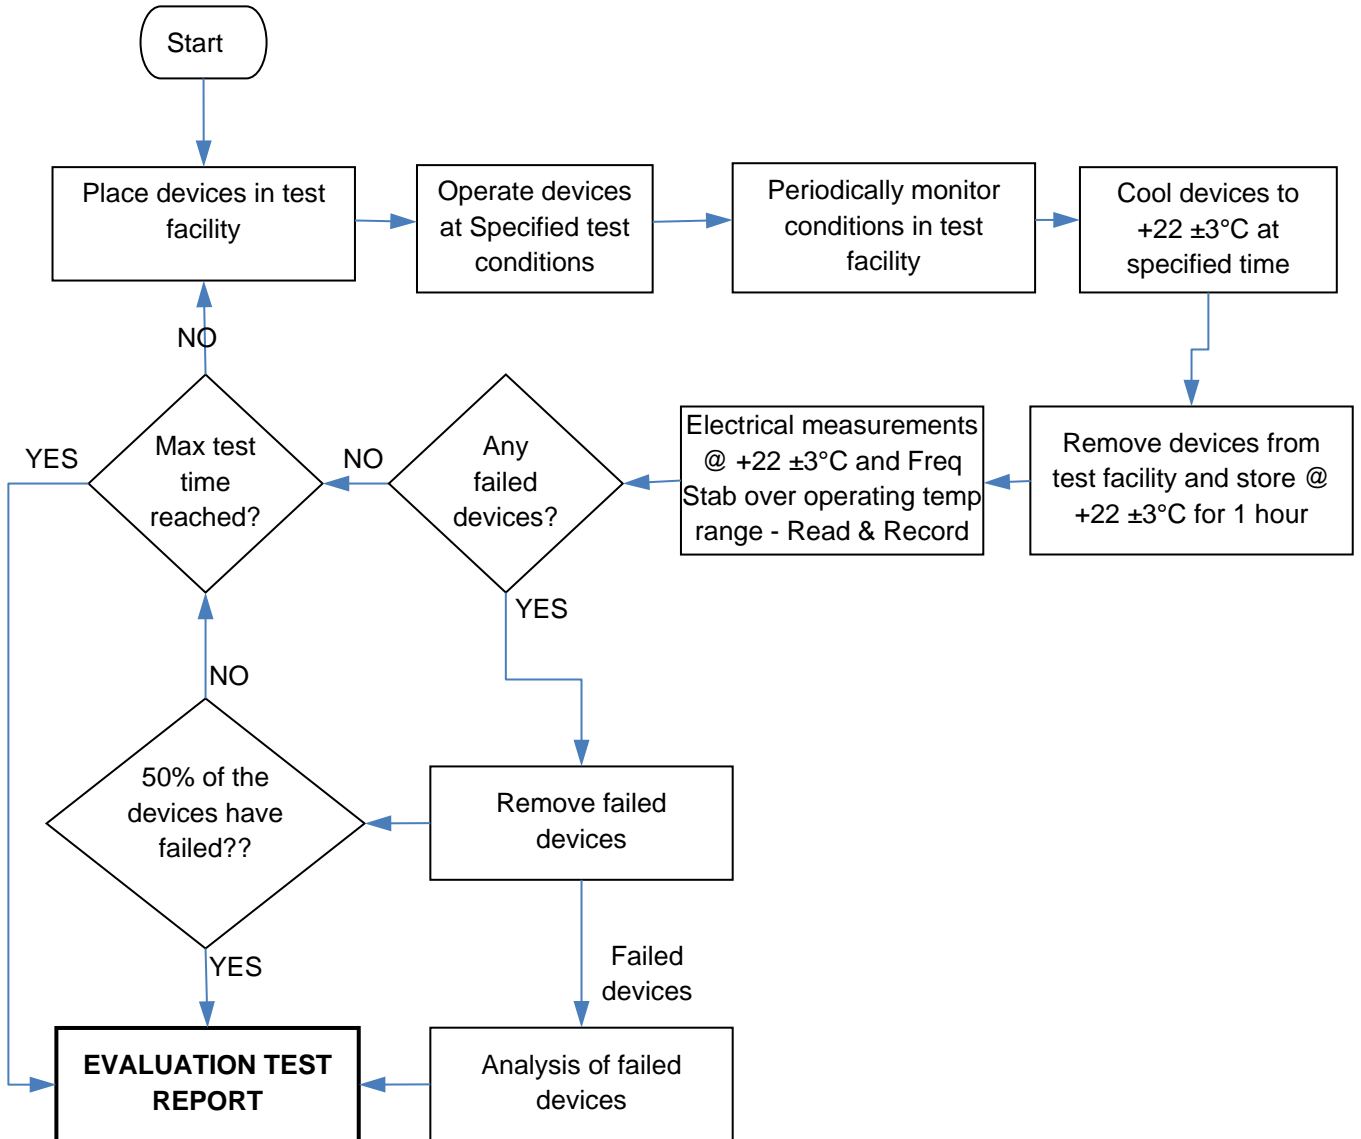 Start
Place devices in test
facility
Operate devices
at Specified test
conditions
Periodically monitor
conditions in test
facility
Cool devices to
+22 ±3°C at
specified time
NO
YES
Max test
time
reached?
NO
Any
failed
devices?
Electrical measurements
@ +22 ±3°C and Freq
Stab over operating temp
range - Read & Record
Remove devices from
test facility and store @
+22 ±3°C for 1 hour
YES
NO
50% of the
devices have
failed??
Remove failed
devices
YES
Failed
devices
EVALUATION TEST
REPORT
Analysis of failed
devices